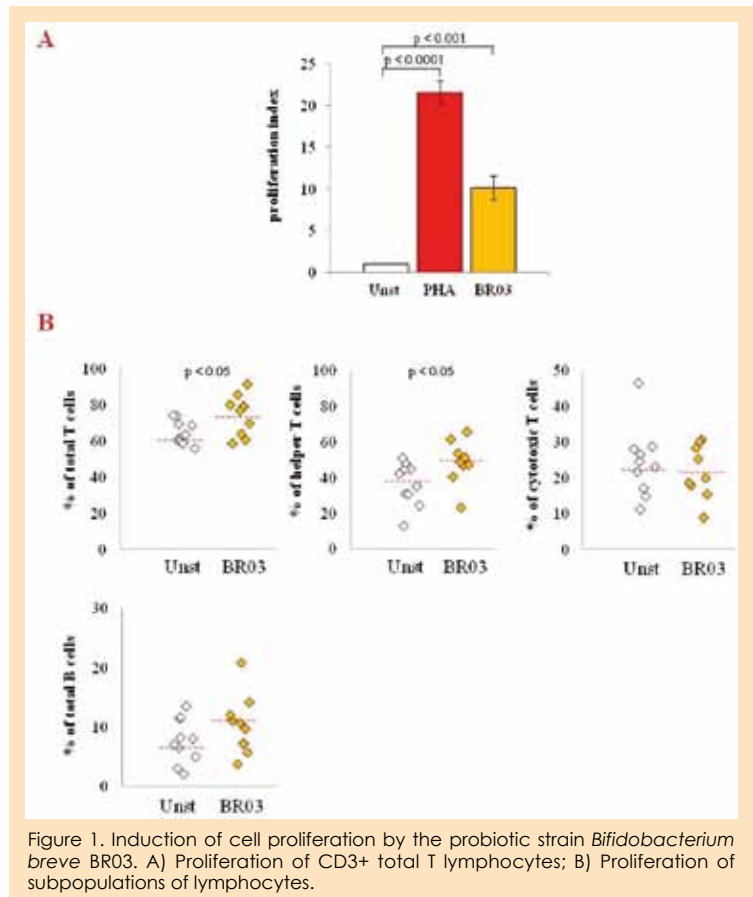 A
p < 0.001
p < 0.0001
25
20
15
10
5
0
proliferation index
Unst PHA BR03
B
p < 0.05
100
80
60
40
20
0
% of total T cells
Unst BR03
p < 0.05
100
80
60
40
20
0
% of helper T cells
Unst BR03
50
40
30
20
10
0
% of cytotoxic T cells
Unst BR03
30
20
10
0
% of total B cells
Unst BR03
Figure 1. Induction of cell proliferation by the probiotic strain Bifidobacterium
breve BR03. A) Proliferation of CD3+ total T lymphocytes; B) Proliferation of
subpopulations of lymphocytes.